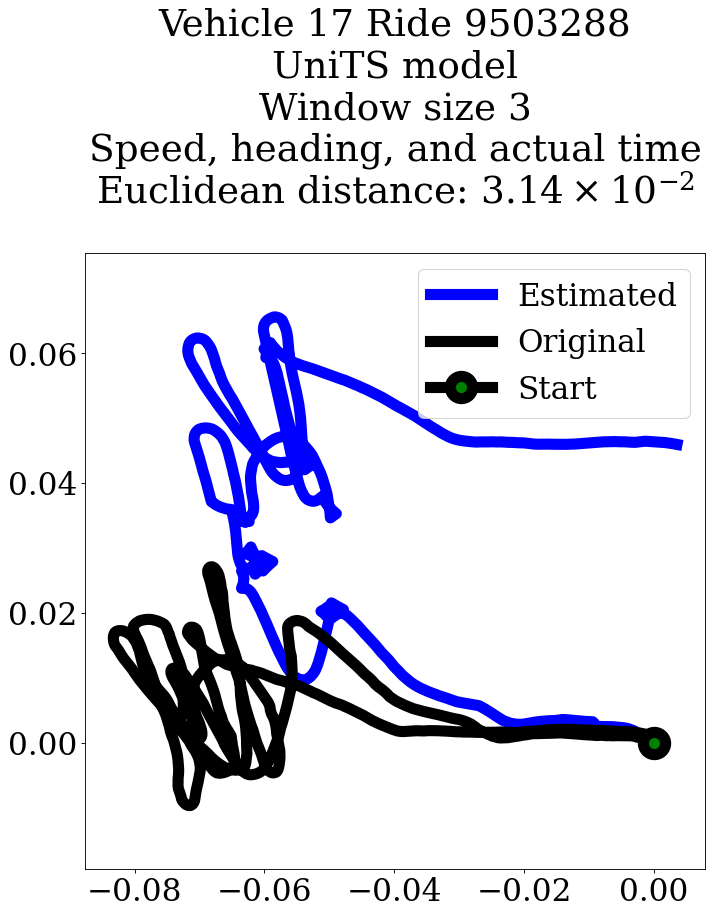 Vehicle 17 Ride 9503288
UniTS model
Window size 3
Speed, heading, and actual time
Euclidean distance: 3.14 × 10⁻²
Estimated
Original
Start
0.06
0.04
0.02
0.00
−0.08 −0.06 −0.04 −0.02 0.00